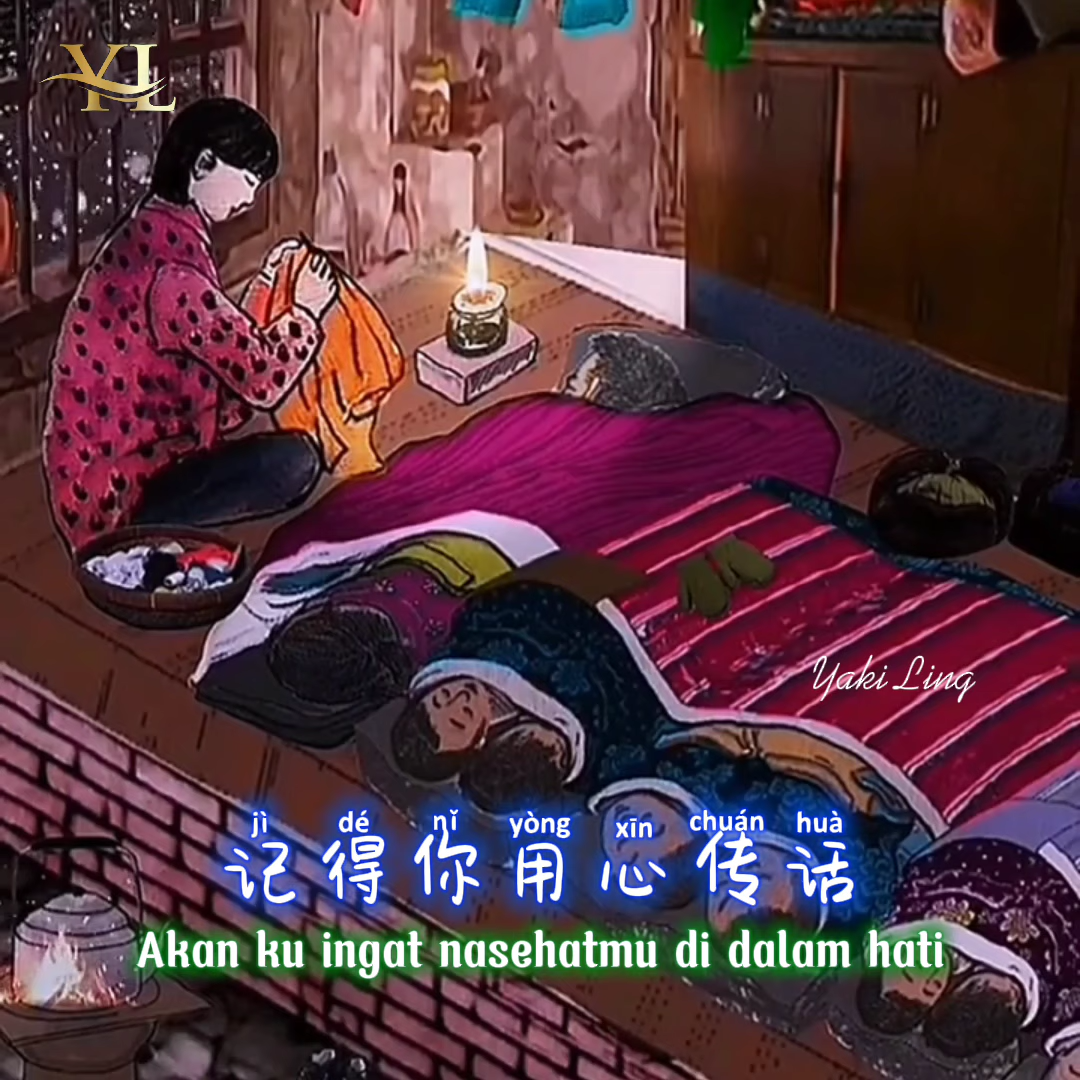 YL
Yaki Ling
jì dé nǐ yòng xīn chuán huà
记得你用心传话
Akan ku ingat nasehatmu di dalam hati